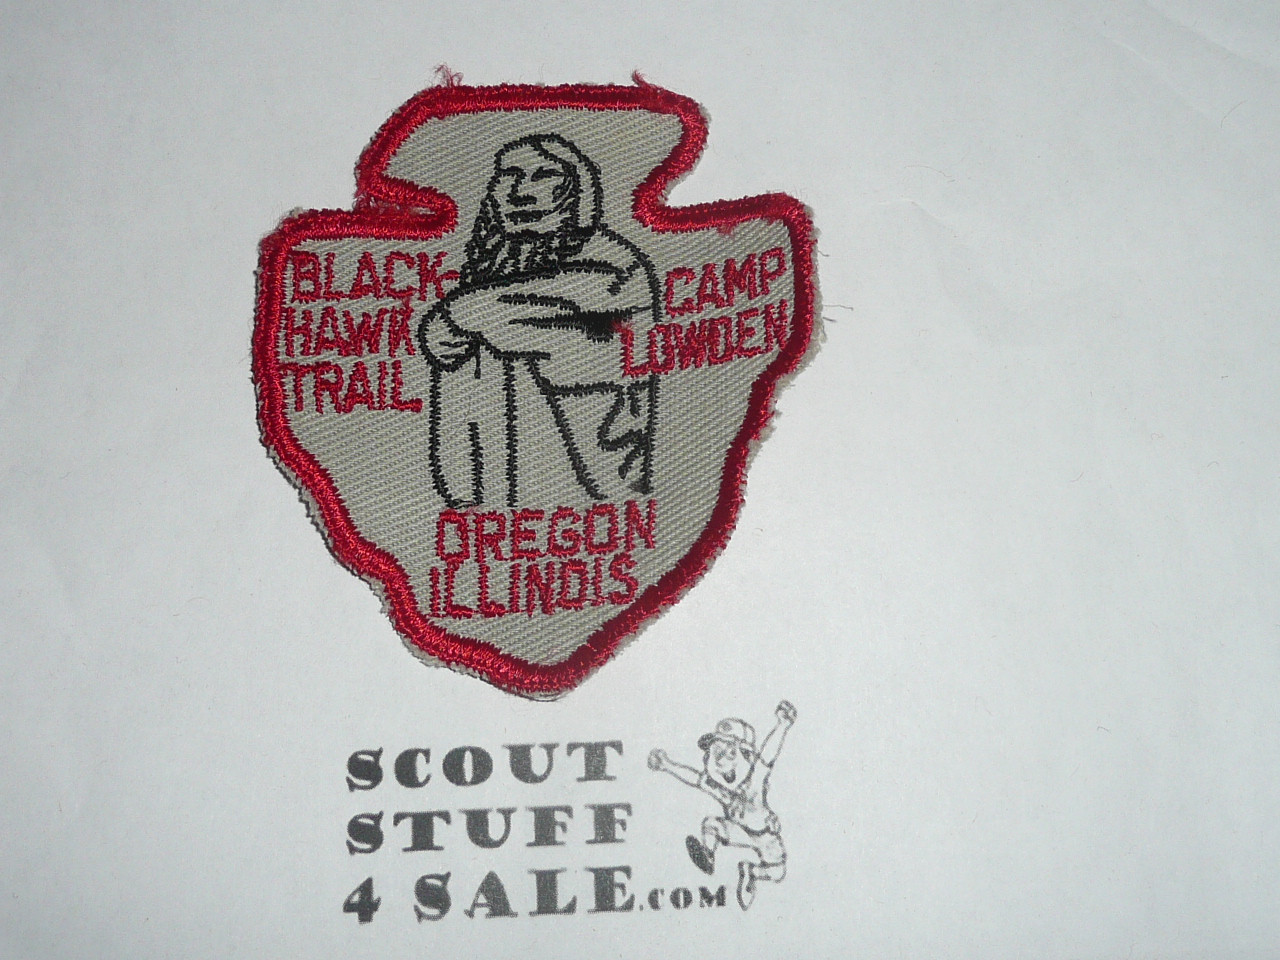 BLACK-
HAWK
TRAIL
CAMP
LOWDEN
OREGON
ILLINOIS
SCOUT
STUFF
4 SALE.COM